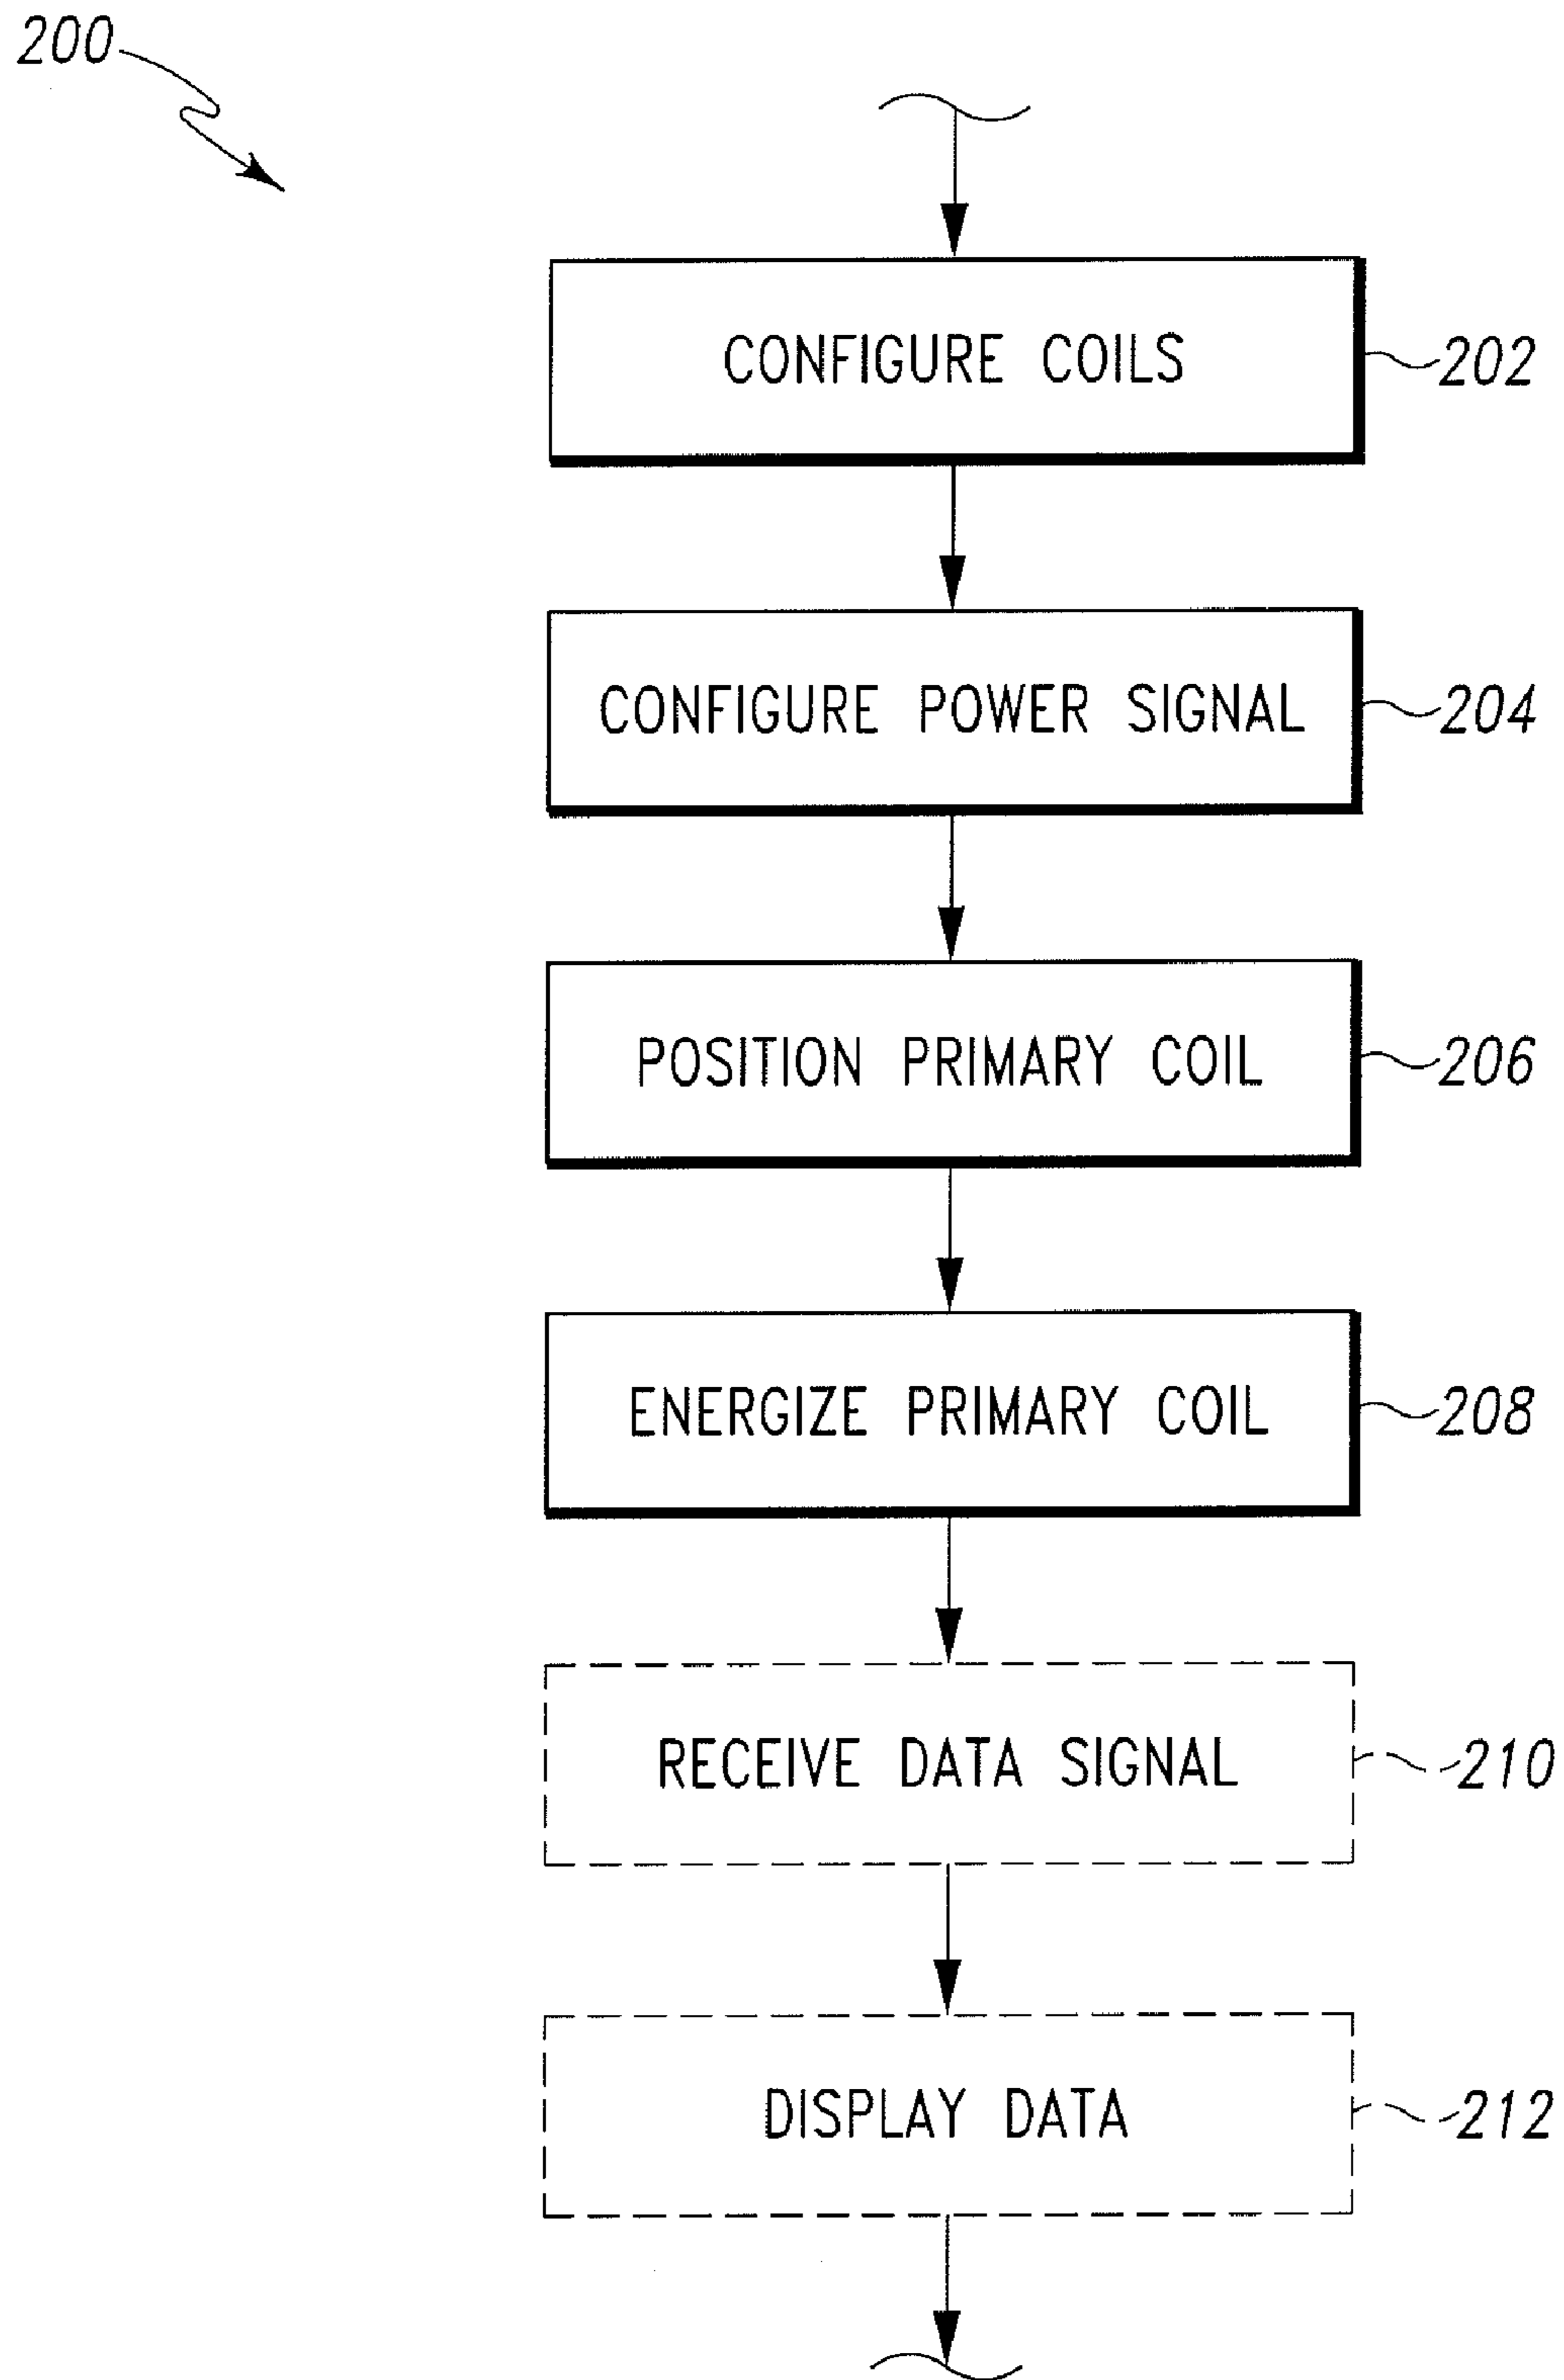 200
CONFIGURE COILS
202
CONFIGURE POWER SIGNAL
204
POSITION PRIMARY COIL
206
ENERGIZE PRIMARY COIL
208
RECEIVE DATA SIGNAL
210
DISPLAY DATA
212